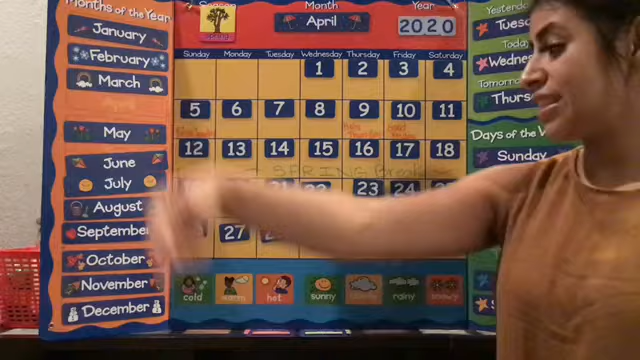 Months of the Year
January
February
March
April
May
June
July
August
September
October
November
December
Month
April
2020
Sunday Monday Tuesday Wednesday Thursday Friday Saturday
1 2 3 4
5 6 7 8 9 10 11
12 13 14 15 16 17 18
SPRING Break
23 24
27
cold warm hot sunny rainy
Yesterday
Today
Tomorrow
Days of the
Sunday